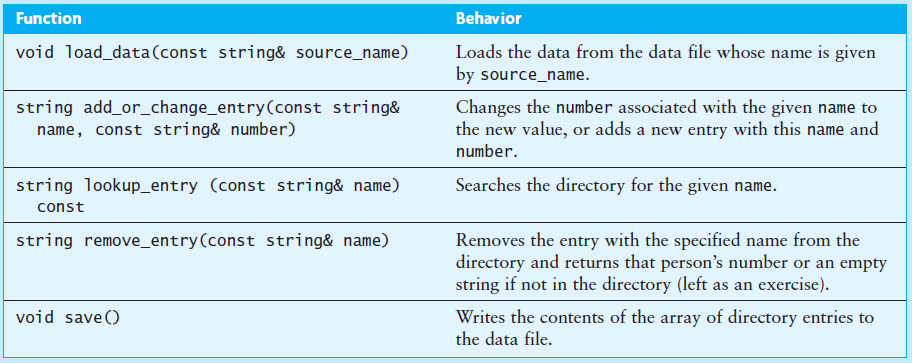 Function Behavior
void load_data(const string& source_name) Loads the data from the data file whose name is given
by source_name.
string add_or_change_entry(const string& Changes the number associated with the given name to
name, const string& number) the new value, or adds a new entry with this name and
number.
string lookup_entry (const string& name) Searches the directory for the given name.
const
string remove_entry(const string& name) Removes the entry with the specified name from the
directory and returns that person's number or an empty
string if not in the directory (left as an exercise).
void save() Writes the contents of the array of directory entries to
the data file.